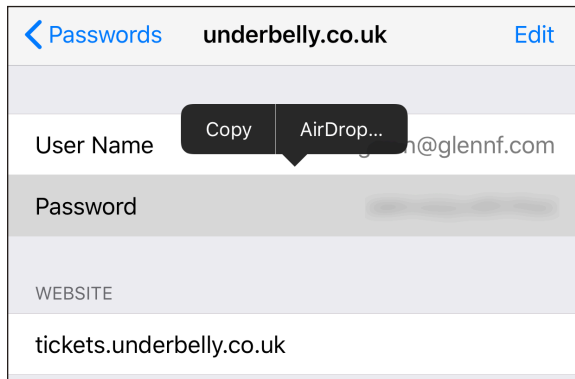 Passwords underbelly.co.uk Edit
Copy AirDrop...
User Name @glennf.com
Password
WEBSITE
tickets.underbelly.co.uk